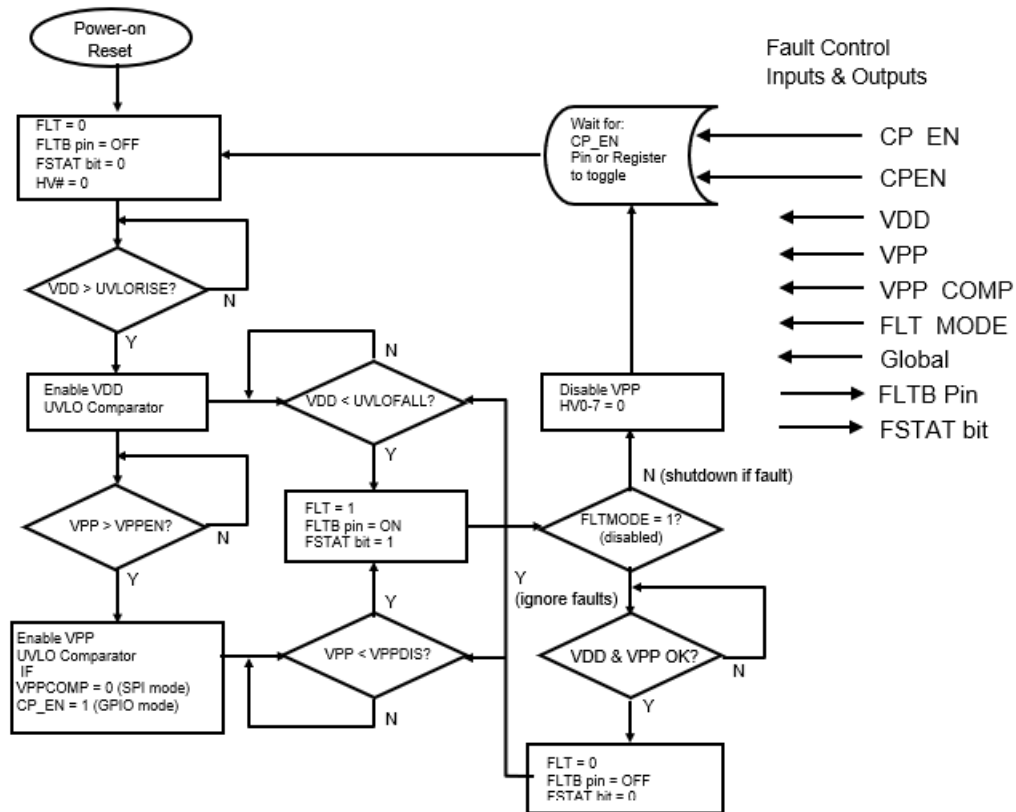 Power-on
Reset
Fault Control
Inputs & Outputs
FLT = 0
FLTB pin = OFF
FSTAT bit = 0
HV# = 0
Wait for:
CP_EN
Pin or Register
to toggle
CP EN
CPEN
VDD
VPP
VPP COMP
FLT MODE
Global
FLTB Pin
FSTAT bit
VDD > UVLORISE?
N
Y
Enable VDD
UVLO Comparator
N
VDD < UVLOFALL?
Y
Disable VPP
HV0-7 = 0
N (shutdown if fault)
VPP > VPPEN?
N
Y
FLT = 1
FLTB pin = ON
FSTAT bit = 1
FLTMODE = 1?
(disabled)
Y
(ignore faults)
Enable VPP
UVLO Comparator
IF
VPPCOMP = 0 (SPI mode)
CP_EN = 1 (GPIO mode)
Y
VPP < VPPDIS?
N
VDD & VPP OK?
N
Y
FLT = 0
FLTB pin = OFF
FSTAT bit = 0